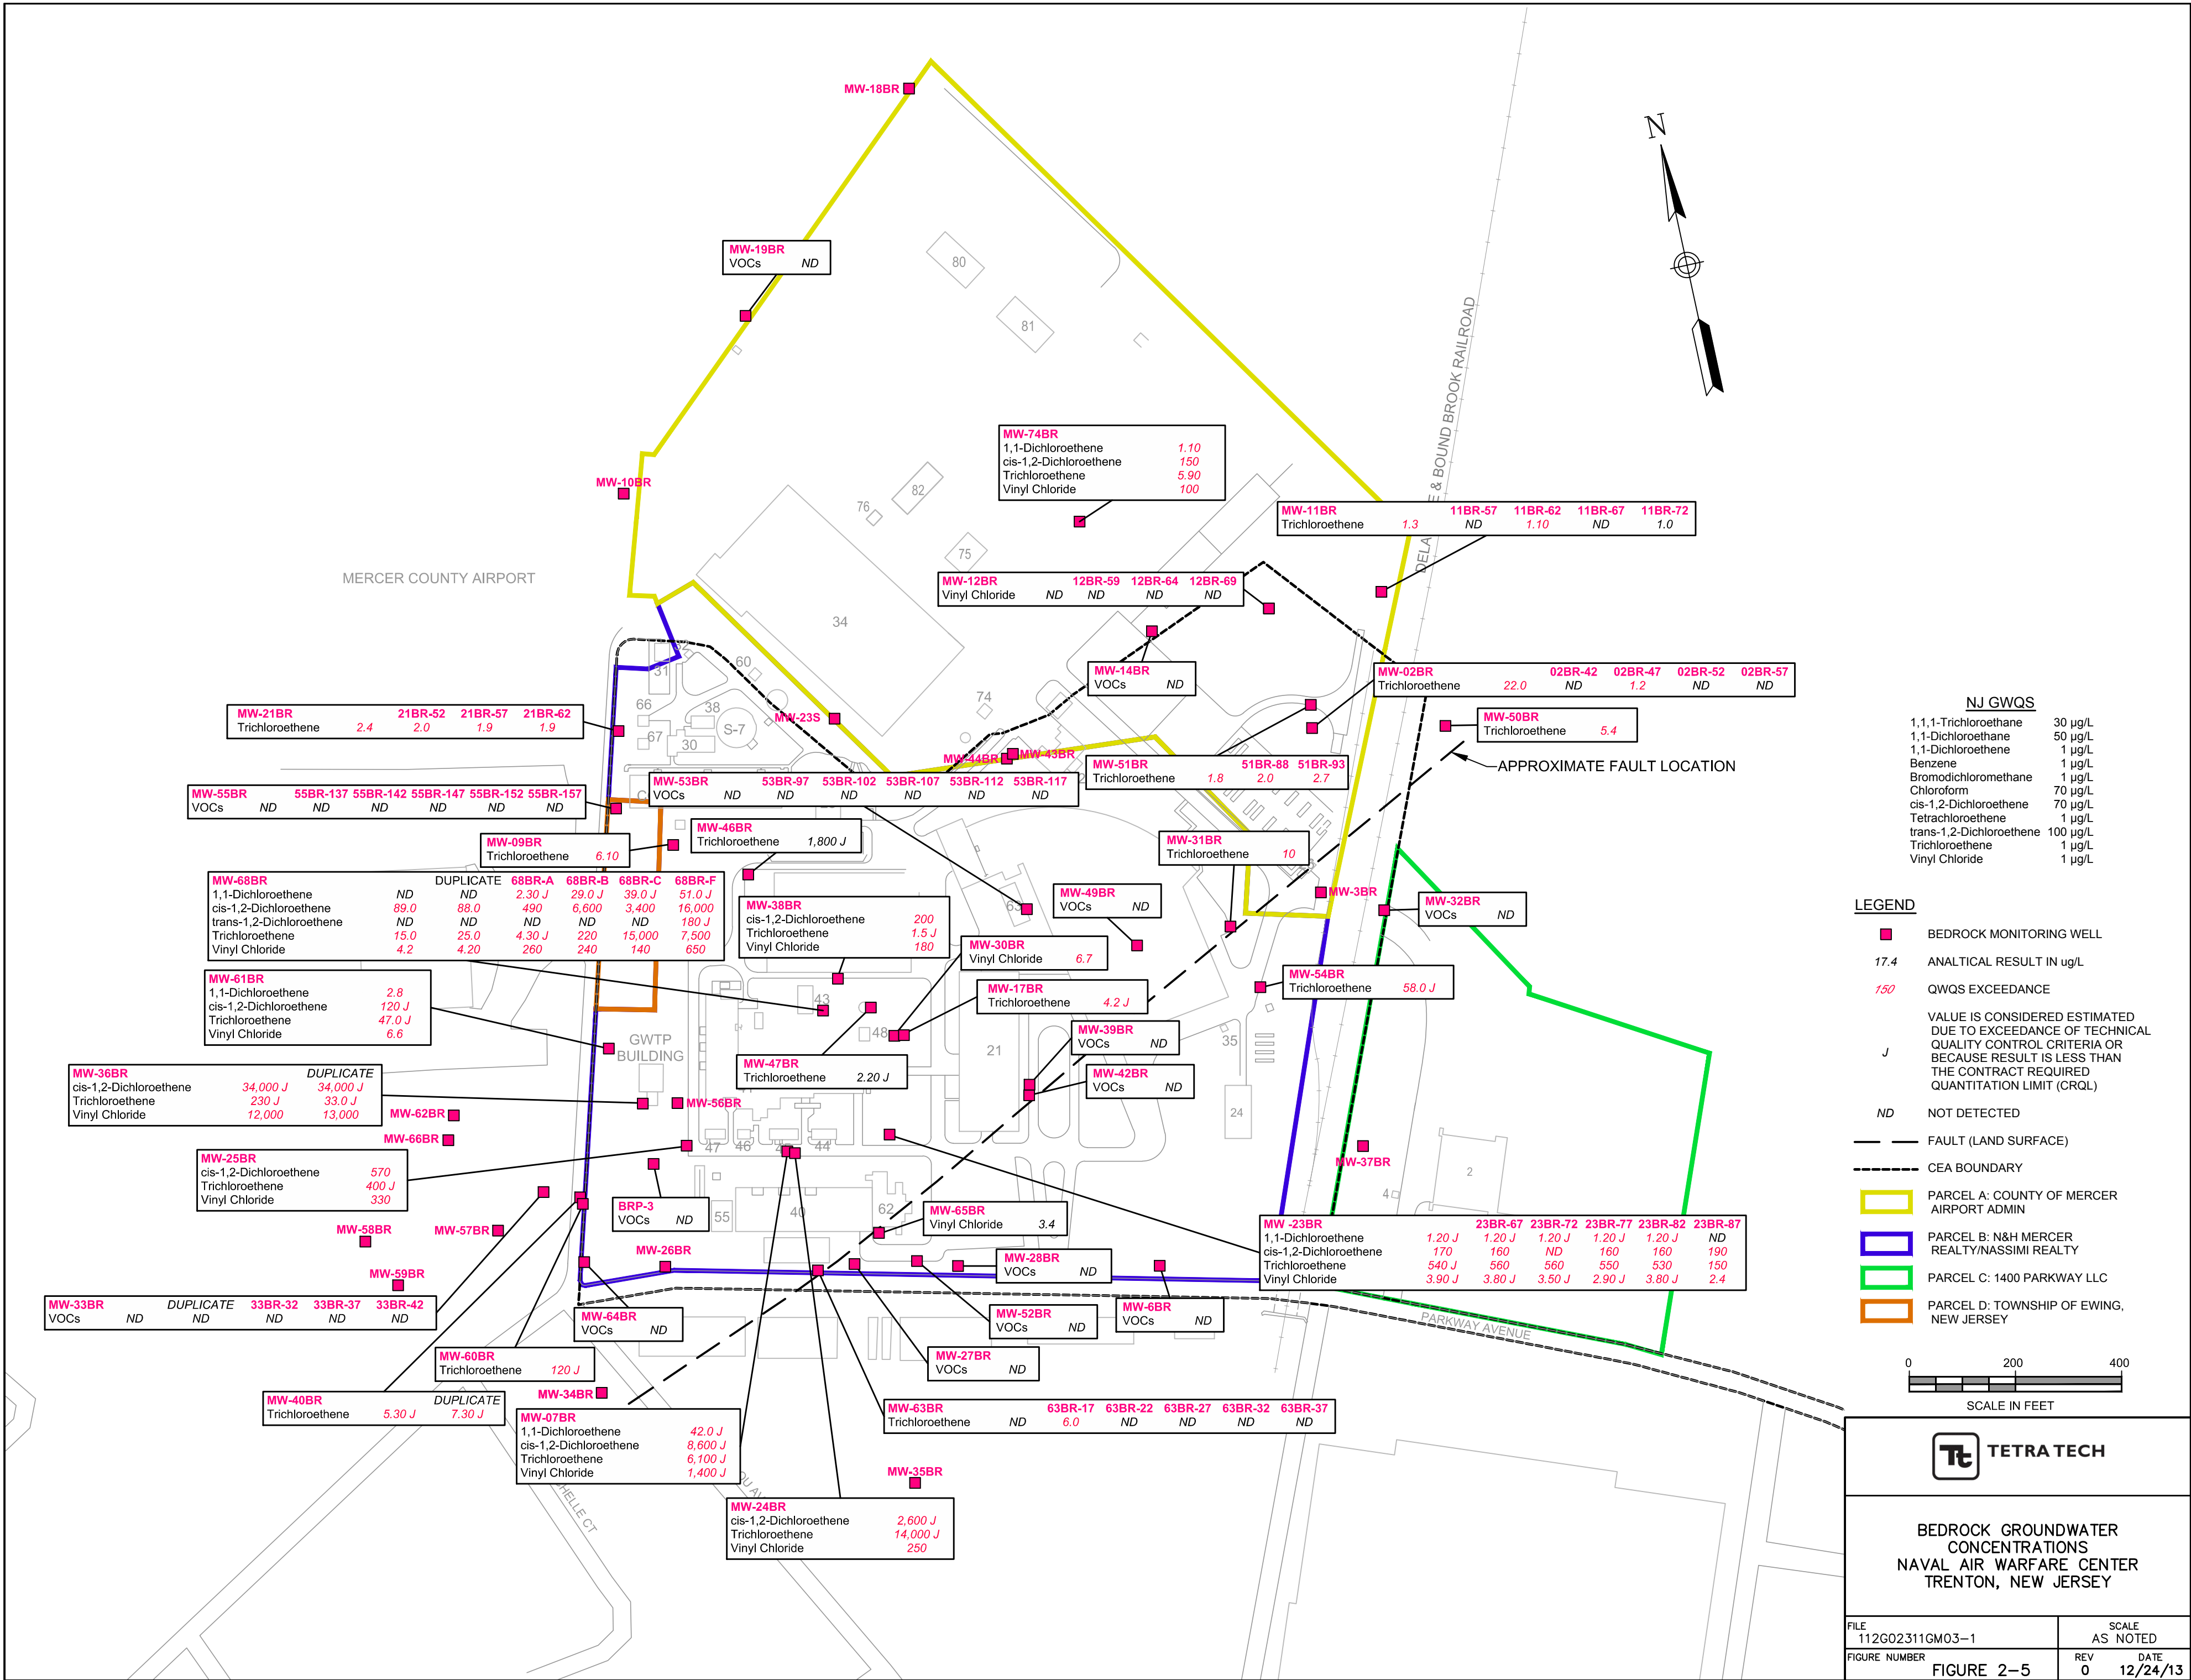 MW-18BR
N
MW-19BR
VOCs ND
80
81
DELA E & BOUND BROOK RAILROAD
MW-74BR
1,1-Dichloroethene 1.10
cis-1,2-Dichloroethene 150
Trichloroethene 5.90
Vinyl Chloride 100
MW-10BR
82
76
75
34
MERCER COUNTY AIRPORT
MW-11BR 11BR-57 11BR-62 11BR-67 11BR-72
Trichloroethene 1.3 ND 1.10 ND 1.0
MW-12BR 12BR-59 12BR-64 12BR-69
Vinyl Chloride ND ND ND ND
MW-14BR
VOCs ND
MW-02BR 02BR-42 02BR-47 02BR-52 02BR-57
Trichloroethene 22.0 ND 1.2 ND ND
MW-50BR
Trichloroethene 5.4
APPROXIMATE FAULT LOCATION
60
31
66
38
S-7
67
30
74
MW-23S
MW-44BR
MW-43BR
MW-21BR 21BR-52 21BR-57 21BR-62
Trichloroethene 2.4 2.0 1.9 1.9
MW-51BR 51BR-88 51BR-93
Trichloroethene 1.8 2.0 2.7
MW-53BR 53BR-97 53BR-102 53BR-107 53BR-112 53BR-117
VOCs ND ND ND ND ND ND
MW-55BR 55BR-137 55BR-142 55BR-147 55BR-152 55BR-157
VOCs ND ND ND ND ND ND
MW-46BR
Trichloroethene 1,800 J
MW-09BR
Trichloroethene 6.10
MW-31BR
Trichloroethene 10
MW-68BR DUPLICATE 68BR-A 68BR-B 68BR-C 68BR-F
1,1-Dichloroethene ND ND 2.30 J 29.0 J 39.0 J 51.0 J
cis-1,2-Dichloroethene 89.0 88.0 490 6,600 3,400 16,000
trans-1,2-Dichloroethene ND ND ND ND ND 180 J
Trichloroethene 15.0 25.0 4.30 J 220 15,000 7,500
Vinyl Chloride 4.2 4.20 260 240 140 650
MW-38BR
cis-1,2-Dichloroethene 200
Trichloroethene 1.5 J
Vinyl Chloride 180
63
MW-49BR
VOCs ND
MW-3BR
MW-32BR
VOCs ND
MW-30BR
Vinyl Chloride 6.7
MW-17BR
Trichloroethene 4.2 J
MW-54BR
Trichloroethene 58.0 J
MW-61BR
1,1-Dichloroethene 2.8
cis-1,2-Dichloroethene 120 J
Trichloroethene 47.0 J
Vinyl Chloride 6.6
43
48
21
35
24
GWTP
BUILDING
MW-47BR
Trichloroethene 2.20 J
MW-39BR
VOCs ND
MW-42BR
VOCs ND
MW-36BR DUPLICATE
cis-1,2-Dichloroethene 34,000 J 34,000 J
Trichloroethene 230 J 33.0 J
Vinyl Chloride 12,000 13,000
MW-62BR
MW-56BR
MW-66BR
47
46
44
MW-37BR
2
4
MW-25BR
cis-1,2-Dichloroethene 570
Trichloroethene 400 J
Vinyl Chloride 330
BRP-3
VOCs ND
55
40
62
MW-65BR
Vinyl Chloride 3.4
MW-58BR
MW-57BR
MW-26BR
MW-59BR
MW-28BR
VOCs ND
MW -23BR 23BR-67 23BR-72 23BR-77 23BR-82 23BR-87
1,1-Dichloroethene 1.20 J 1.20 J 1.20 J 1.20 J 1.20 J ND
cis-1,2-Dichloroethene 170 160 ND 160 160 190
Trichloroethene 540 J 560 560 550 530 150
Vinyl Chloride 3.90 J 3.80 J 3.50 J 2.90 J 3.80 J 2.4
MW-33BR DUPLICATE 33BR-32 33BR-37 33BR-42
VOCs ND ND ND ND ND
MW-64BR
VOCs ND
MW-52BR
VOCs ND
MW-6BR
VOCs ND
PARKWAY AVENUE
MW-60BR
Trichloroethene 120 J
MW-27BR
VOCs ND
MW-34BR
MW-40BR DUPLICATE
Trichloroethene 5.30 J 7.30 J
MW-63BR 63BR-17 63BR-22 63BR-27 63BR-32 63BR-37
Trichloroethene ND 6.0 ND ND ND ND
MW-07BR
1,1-Dichloroethene 42.0 J
cis-1,2-Dichloroethene 8,600 J
Trichloroethene 6,100 J
Vinyl Chloride 1,400 J
MW-35BR
HELLE CT
MW-24BR
cis-1,2-Dichloroethene 2,600 J
Trichloroethene 14,000 J
Vinyl Chloride 250
NJ GWQS
1,1,1-Trichloroethane 30 µg/L
1,1-Dichloroethane 50 µg/L
1,1-Dichloroethene 1 µg/L
Benzene 1 µg/L
Bromodichloromethane 1 µg/L
Chloroform 70 µg/L
cis-1,2-Dichloroethene 70 µg/L
Tetrachloroethene 1 µg/L
trans-1,2-Dichloroethene 100 µg/L
Trichloroethene 1 µg/L
Vinyl Chloride 1 µg/L
LEGEND
BEDROCK MONITORING WELL
17.4 ANALTICAL RESULT IN ug/L
150 QWQS EXCEEDANCE
J VALUE IS CONSIDERED ESTIMATED
DUE TO EXCEEDANCE OF TECHNICAL
QUALITY CONTROL CRITERIA OR
BECAUSE RESULT IS LESS THAN
THE CONTRACT REQUIRED
QUANTITATION LIMIT (CRQL)
ND NOT DETECTED
FAULT (LAND SURFACE)
CEA BOUNDARY
PARCEL A: COUNTY OF MERCER
AIRPORT ADMIN
PARCEL B: N&H MERCER
REALTY/NASSIMI REALTY
PARCEL C: 1400 PARKWAY LLC
PARCEL D: TOWNSHIP OF EWING,
NEW JERSEY
0 200 400
SCALE IN FEET
Tt TETRA TECH
BEDROCK GROUNDWATER
CONCENTRATIONS
NAVAL AIR WARFARE CENTER
TRENTON, NEW JERSEY
FILE
112G02311GM03-1
SCALE
AS NOTED
FIGURE NUMBER
FIGURE 2-5
REV
0
DATE
12/24/13